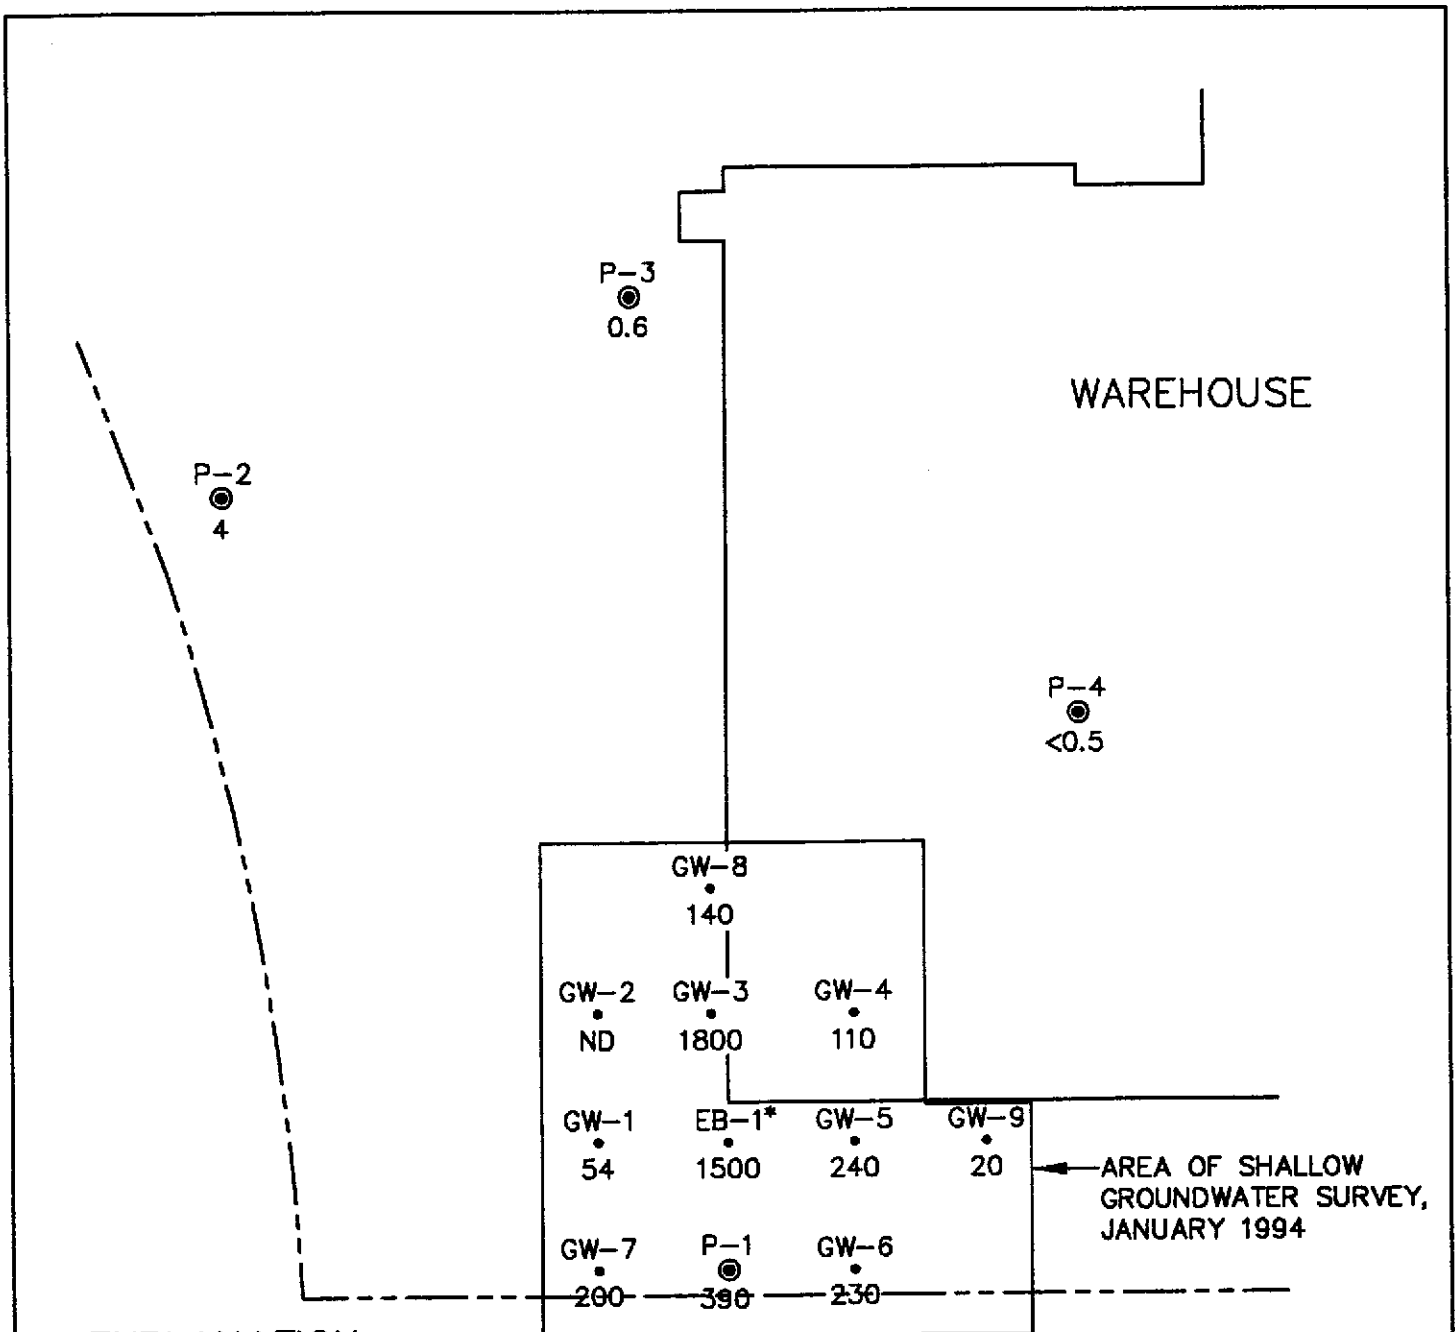 P-3
0.6
WAREHOUSE
P-2
4
P-4
<0.5
GW-8
140
GW-2 GW-3 GW-4
ND 1800 110
GW-1 EB-1* GW-5 GW-9
54 1500 240 20
AREA OF SHALLOW
GROUNDWATER SURVEY,
JANUARY 1994
GW-7 P-1 GW-6
200 390 230